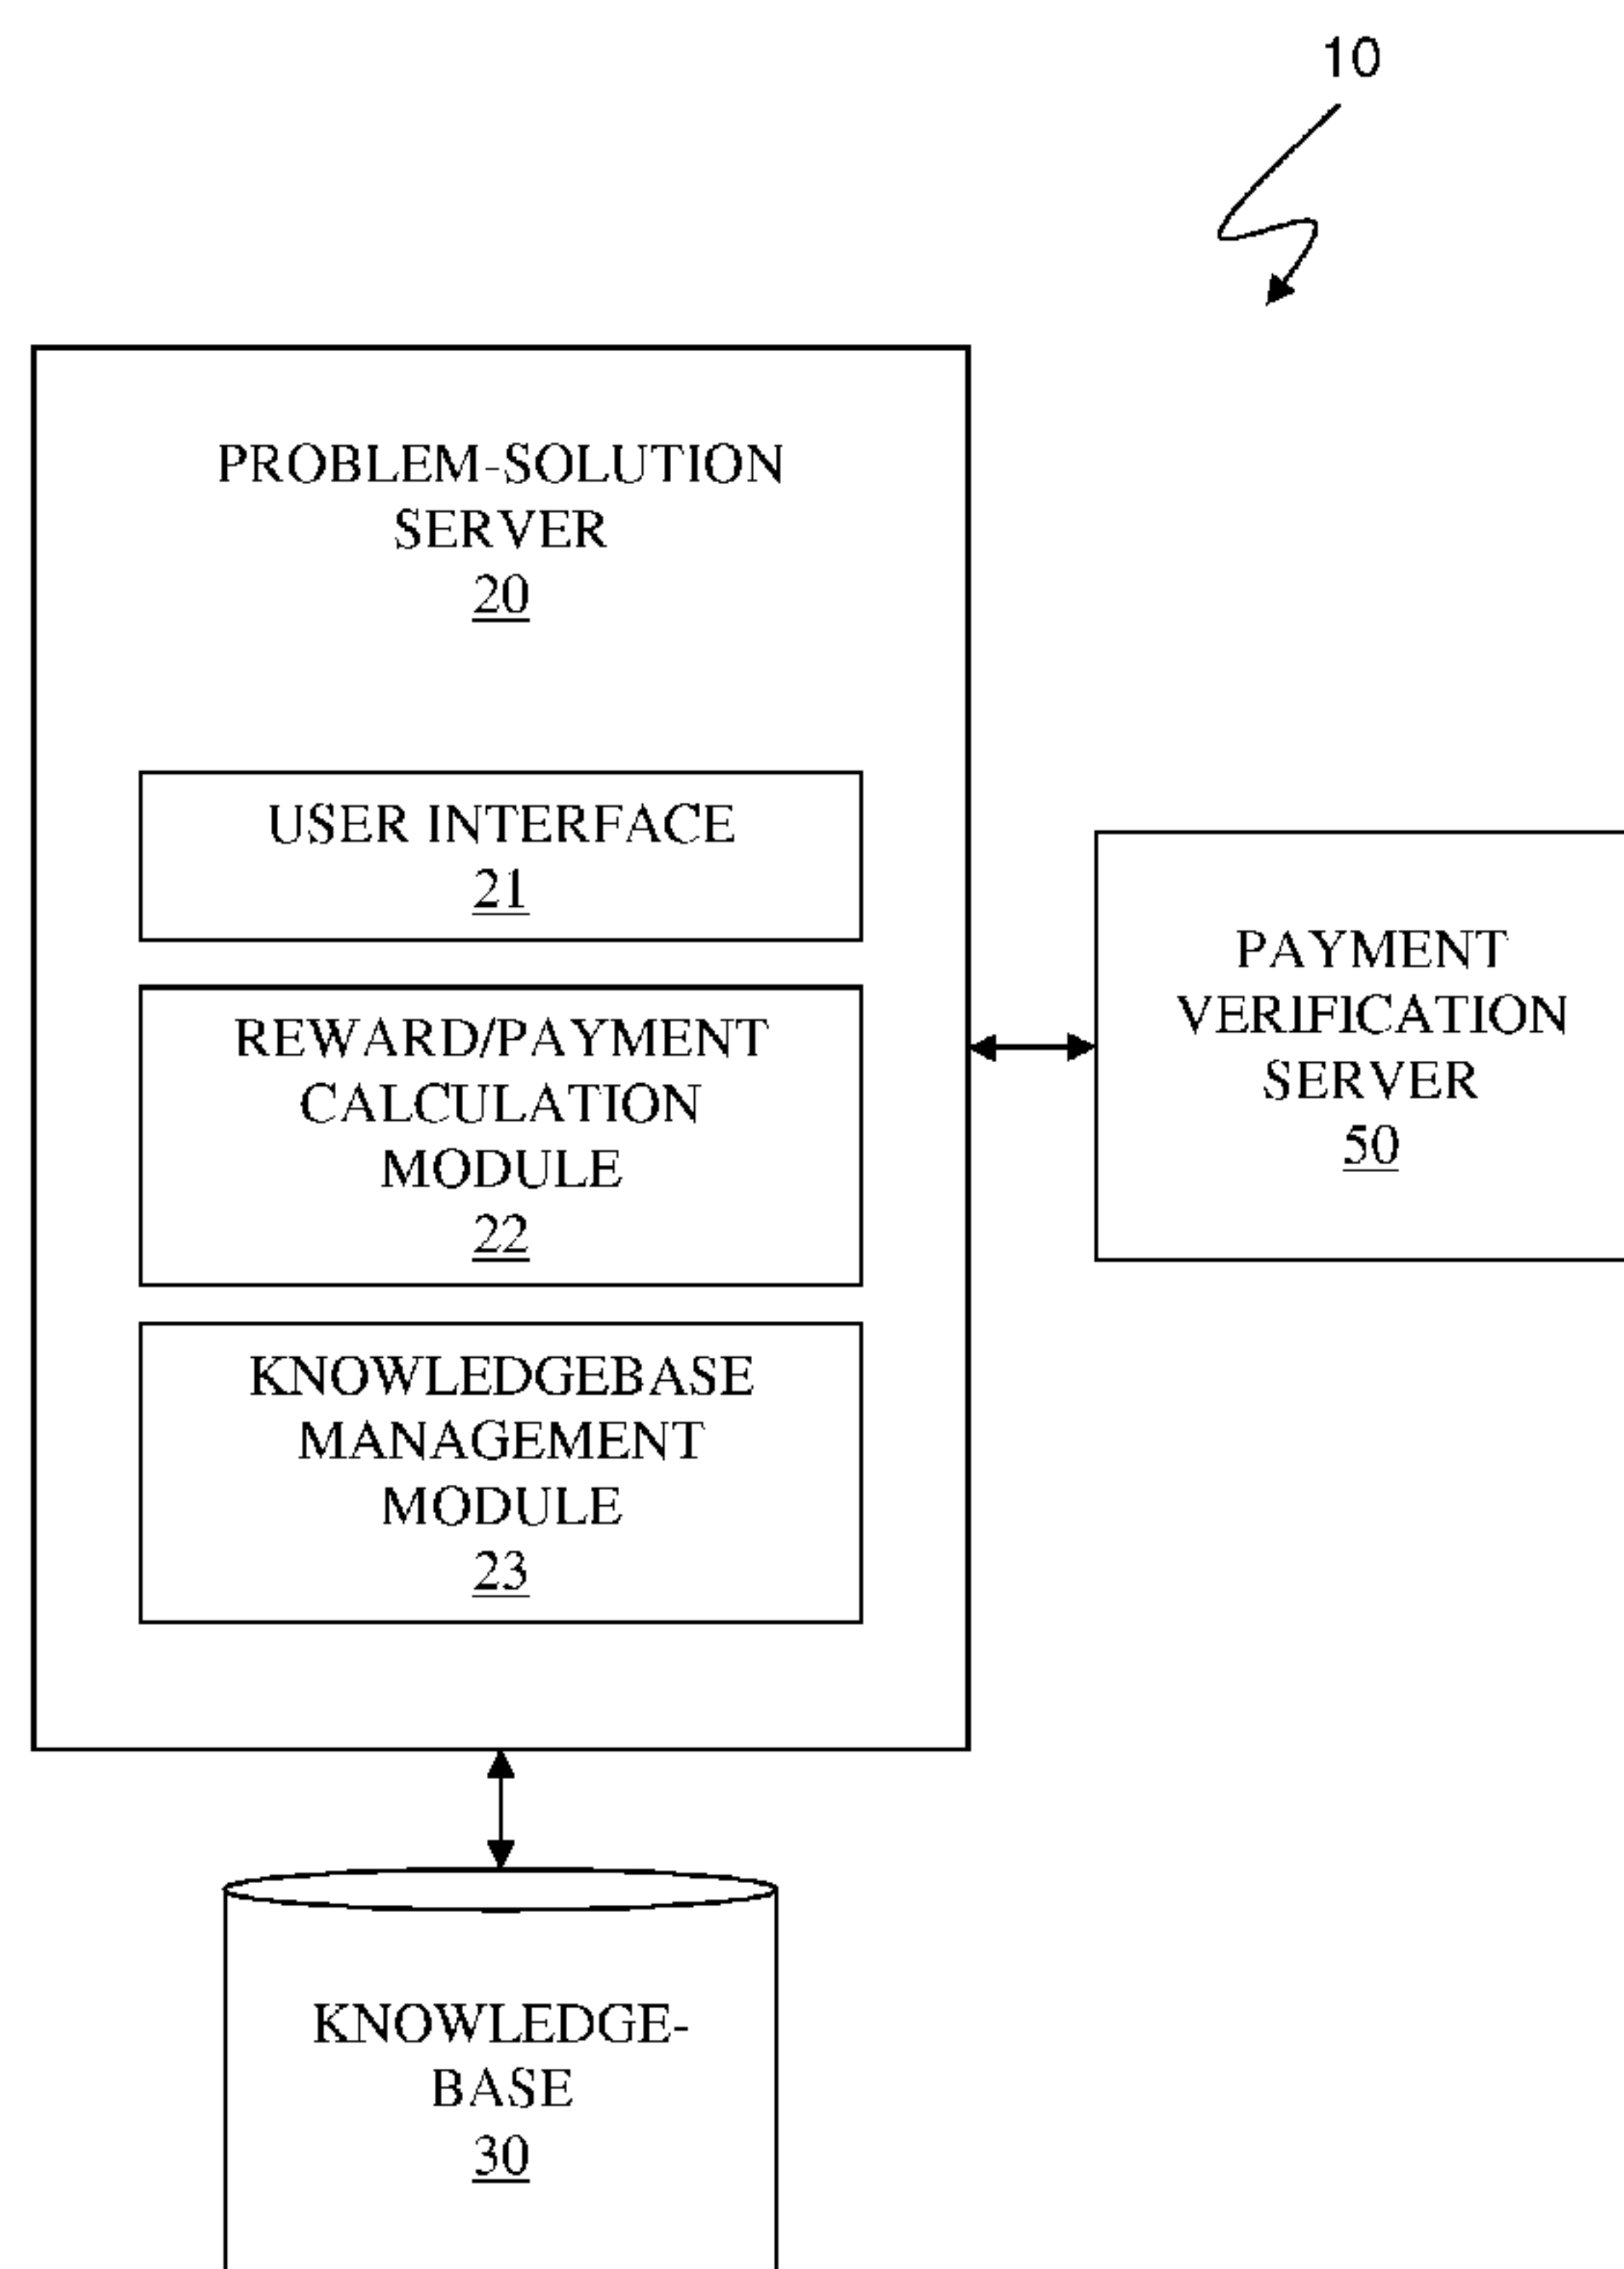 10
PROBLEM-SOLUTION
SERVER
20
USER INTERFACE
21
REWARD/PAYMENT
CALCULATION
MODULE
22
KNOWLEDGEBASE
MANAGEMENT
MODULE
23
PAYMENT
VERIFICATION
SERVER
50
KNOWLEDGE-
BASE
30